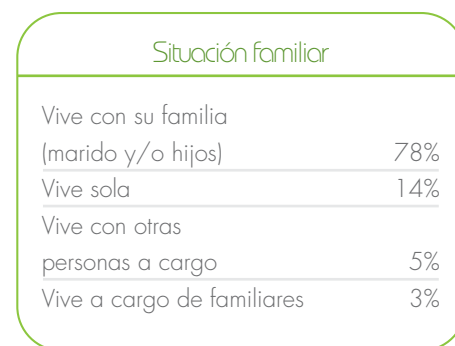 Situación familiar
Vive con su familia
(marido y/o hijos) 78%
Vive sola 14%
Vive con otras
personas a cargo 5%
Vive a cargo de familiares 3%